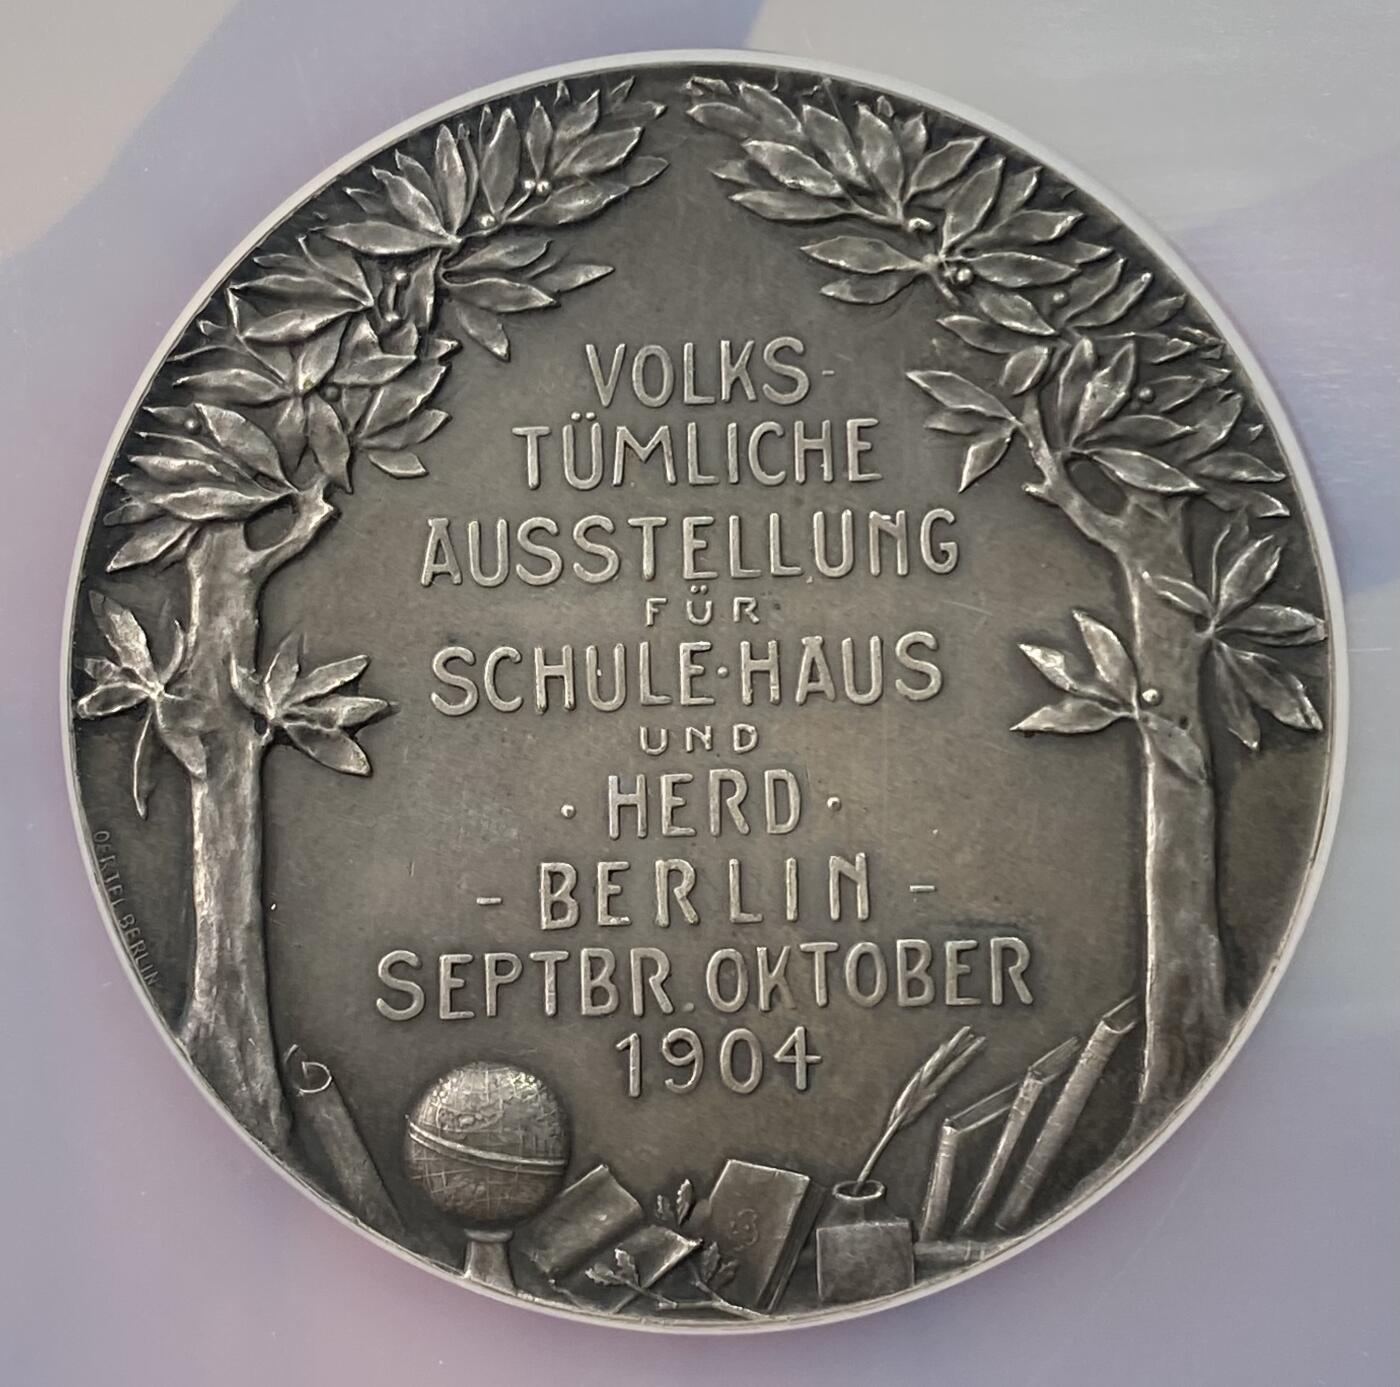 VOLKS-
TÜMLICHE
AUSSTELLUNG
FÜR
SCHULE·HAUS
UND
·HERD·
-BERLIN-
SEPTBR. OKTOBER
1904
OERTEL BERLIN